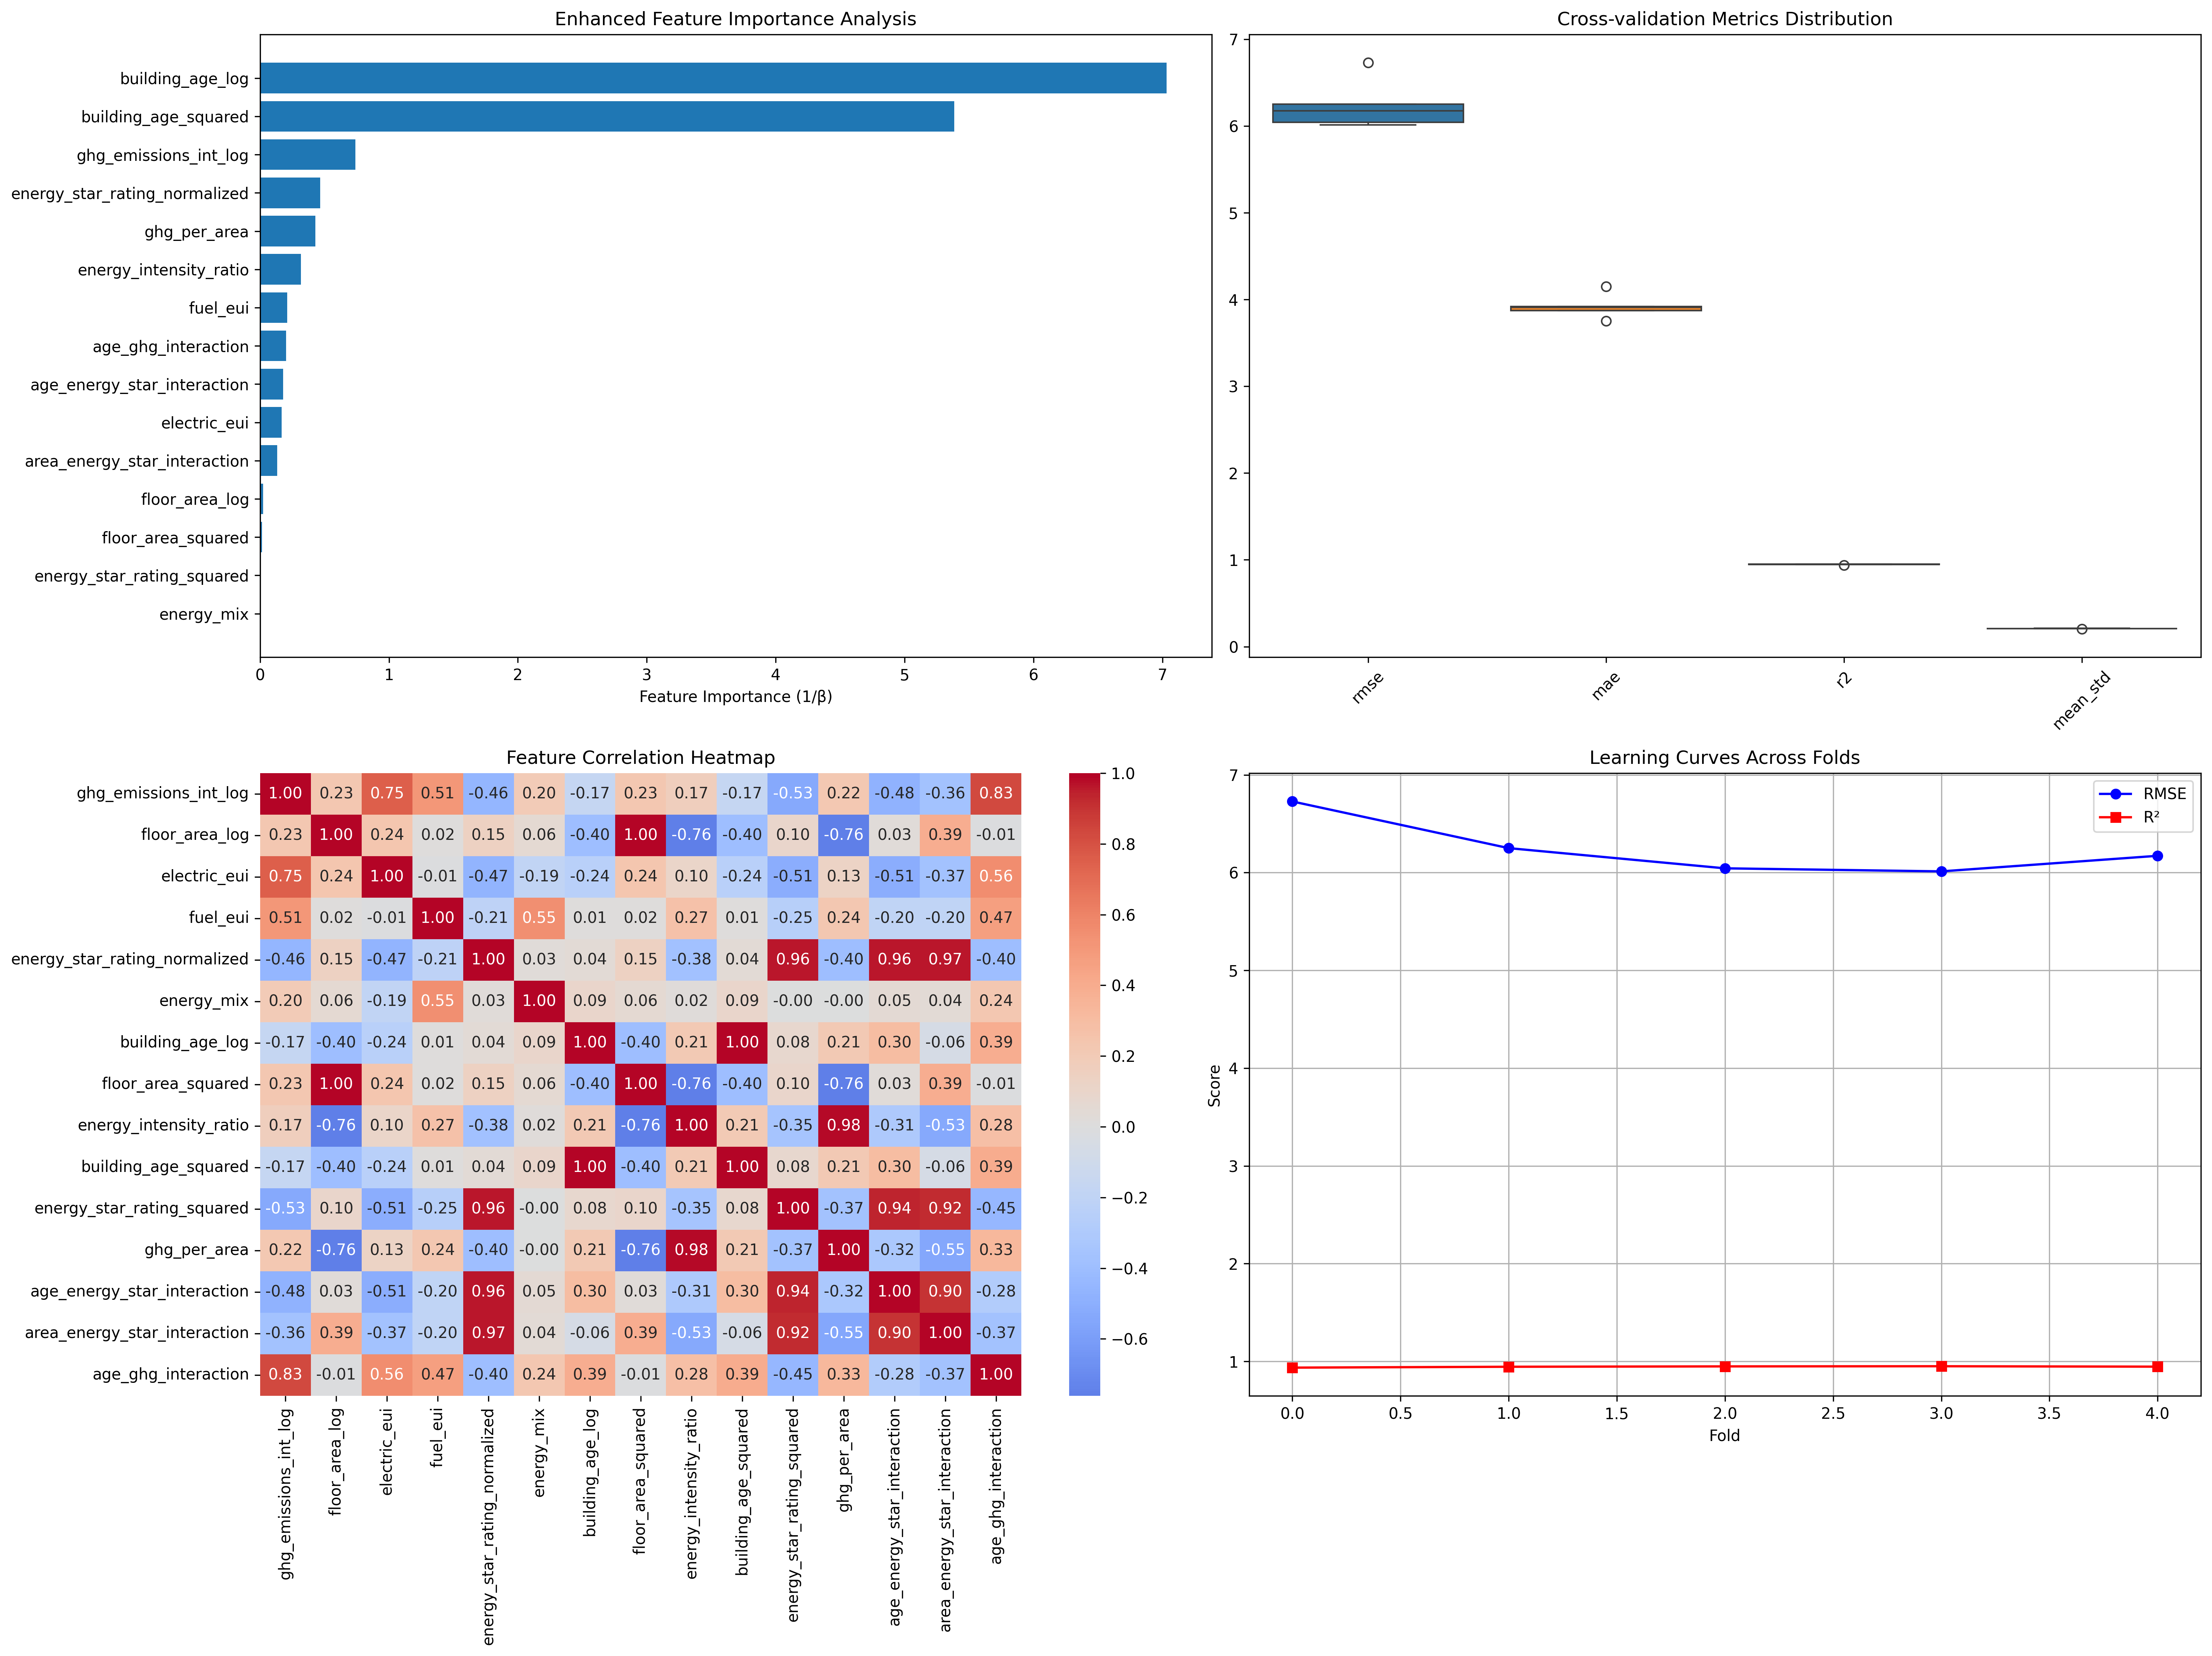 Enhanced Feature Importance Analysis
building_age_log
building_age_squared
ghg_emissions_int_log
energy_star_rating_normalized
ghg_per_area
energy_intensity_ratio
fuel_eui
age_ghg_interaction
age_energy_star_interaction
electric_eui
area_energy_star_interaction
floor_area_log
floor_area_squared
energy_star_rating_squared
energy_mix
0 1 2 3 4 5 6 7
Feature Importance (1/β)
Cross-validation Metrics Distribution
7
6
5
4
3
2
1
0
rmse mae r2 mean_std
Feature Correlation Heatmap
ghg_emissions_int_log 1.00 0.23 0.75 0.51 -0.46 0.20 -0.17 0.23 0.17 -0.17 -0.53 0.22 -0.48 -0.36 0.83
floor_area_log 0.23 1.00 0.24 0.02 0.15 0.06 -0.40 1.00 -0.76 -0.40 0.10 -0.76 0.03 0.39 -0.01
electric_eui 0.75 0.24 1.00 -0.01 -0.47 -0.19 -0.24 0.24 0.10 -0.24 -0.51 0.13 -0.51 -0.37 0.56
fuel_eui 0.51 0.02 -0.01 1.00 -0.21 0.55 0.01 0.02 0.27 0.01 -0.25 0.24 -0.20 -0.20 0.47
energy_star_rating_normalized -0.46 0.15 -0.47 -0.21 1.00 0.03 0.04 0.15 -0.38 0.04 0.96 -0.40 0.96 0.97 -0.40
energy_mix 0.20 0.06 -0.19 0.55 0.03 1.00 0.09 0.06 0.02 0.09 -0.00 -0.00 0.05 0.04 0.24
building_age_log -0.17 -0.40 -0.24 0.01 0.04 0.09 1.00 -0.40 0.21 1.00 0.08 0.21 0.30 -0.06 0.39
floor_area_squared 0.23 1.00 0.24 0.02 0.15 0.06 -0.40 1.00 -0.76 -0.40 0.10 -0.76 0.03 0.39 -0.01
energy_intensity_ratio 0.17 -0.76 0.10 0.27 -0.38 0.02 0.21 -0.76 1.00 0.21 -0.35 0.98 -0.31 -0.53 0.28
building_age_squared -0.17 -0.40 -0.24 0.01 0.04 0.09 1.00 -0.40 0.21 1.00 0.08 0.21 0.30 -0.06 0.39
energy_star_rating_squared -0.53 0.10 -0.51 -0.25 0.96 -0.00 0.08 0.10 -0.35 0.08 1.00 -0.37 0.94 0.92 -0.45
ghg_per_area 0.22 -0.76 0.13 0.24 -0.40 -0.00 0.21 -0.76 0.98 0.21 -0.37 1.00 -0.32 -0.55 0.33
age_energy_star_interaction -0.48 0.03 -0.51 -0.20 0.96 0.05 0.30 0.03 -0.31 0.30 0.94 -0.32 1.00 0.90 -0.28
area_energy_star_interaction -0.36 0.39 -0.37 -0.20 0.97 0.04 -0.06 0.39 -0.53 -0.06 0.92 -0.55 0.90 1.00 -0.37
age_ghg_interaction 0.83 -0.01 0.56 0.47 -0.40 0.24 0.39 -0.01 0.28 0.39 -0.45 0.33 -0.28 -0.37 1.00
ghg_emissions_int_log
floor_area_log
electric_eui
fuel_eui
energy_star_rating_normalized
energy_mix
building_age_log
floor_area_squared
energy_intensity_ratio
building_age_squared
energy_star_rating_squared
ghg_per_area
age_energy_star_interaction
area_energy_star_interaction
age_ghg_interaction
1.0
0.8
0.6
0.4
0.2
0.0
−0.2
−0.4
−0.6
Learning Curves Across Folds
RMSE
R²
Score
7
6
5
4
3
2
1
0.0 0.5 1.0 1.5 2.0 2.5 3.0 3.5 4.0
Fold